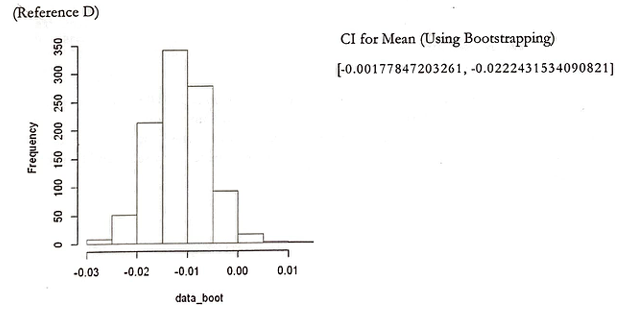 (Reference D)
CI for Mean (Using Bootstrapping)
[-0.00177847203261, -0.0222431534090821]
Frequency
350
300
250
200
150
100
50
0
-0.03 -0.02 -0.01 0.00 0.01
data_boot